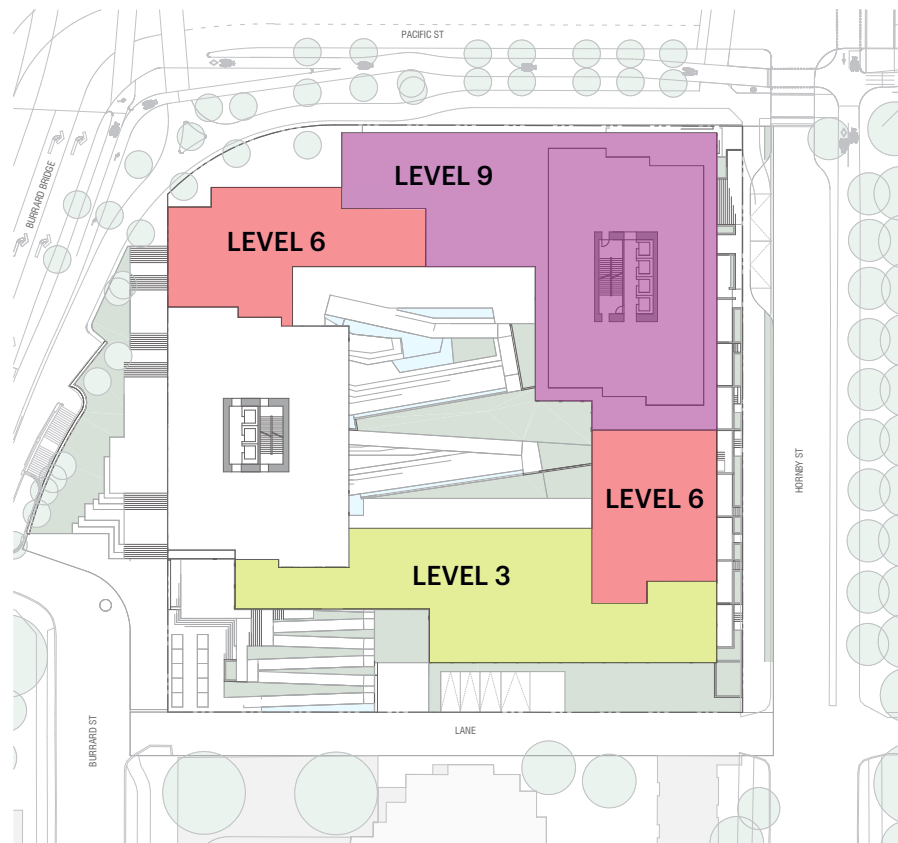 PACIFIC ST
BURRARD BRIDGE
LEVEL 9
LEVEL 6
LEVEL 6
HORNBY ST
LEVEL 3
BURRARD ST
LANE